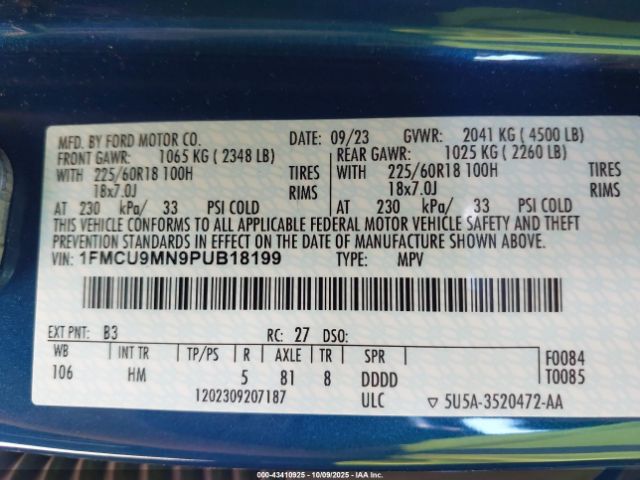 MFD. BY FORD MOTOR CO. DATE: 09/23 GVWR: 2041 KG ( 4500 LB)
FRONT GAWR: 1065 KG ( 2348 LB) REAR GAWR: 1025 KG ( 2260 LB)
WITH 225/60R18 100H TIRES WITH 225/60R18 100H TIRES
18x7.0J RIMS 18x7.0J RIMS
AT 230 kPa/ 33 PSI COLD AT 230 kPa/ 33 PSI COLD
THIS VEHICLE CONFORMS TO ALL APPLICABLE FEDERAL MOTOR VEHICLE SAFETY AND THEFT
PREVENTION STANDARDS IN EFFECT ON THE DATE OF MANUFACTURE SHOWN ABOVE.
VIN: 1FMCU9MN9PUB18199 TYPE: MPV
EXT PNT: B3 RC: 27 DSO:
WB INT TR TP/PS R AXLE TR SPR F0084
106 HM 5 81 8 DDDD T0085
1202309207187 ULC ▽ 5U5A-3520472-AA
000-43410925 - 10/09/2025 - IAA Inc.